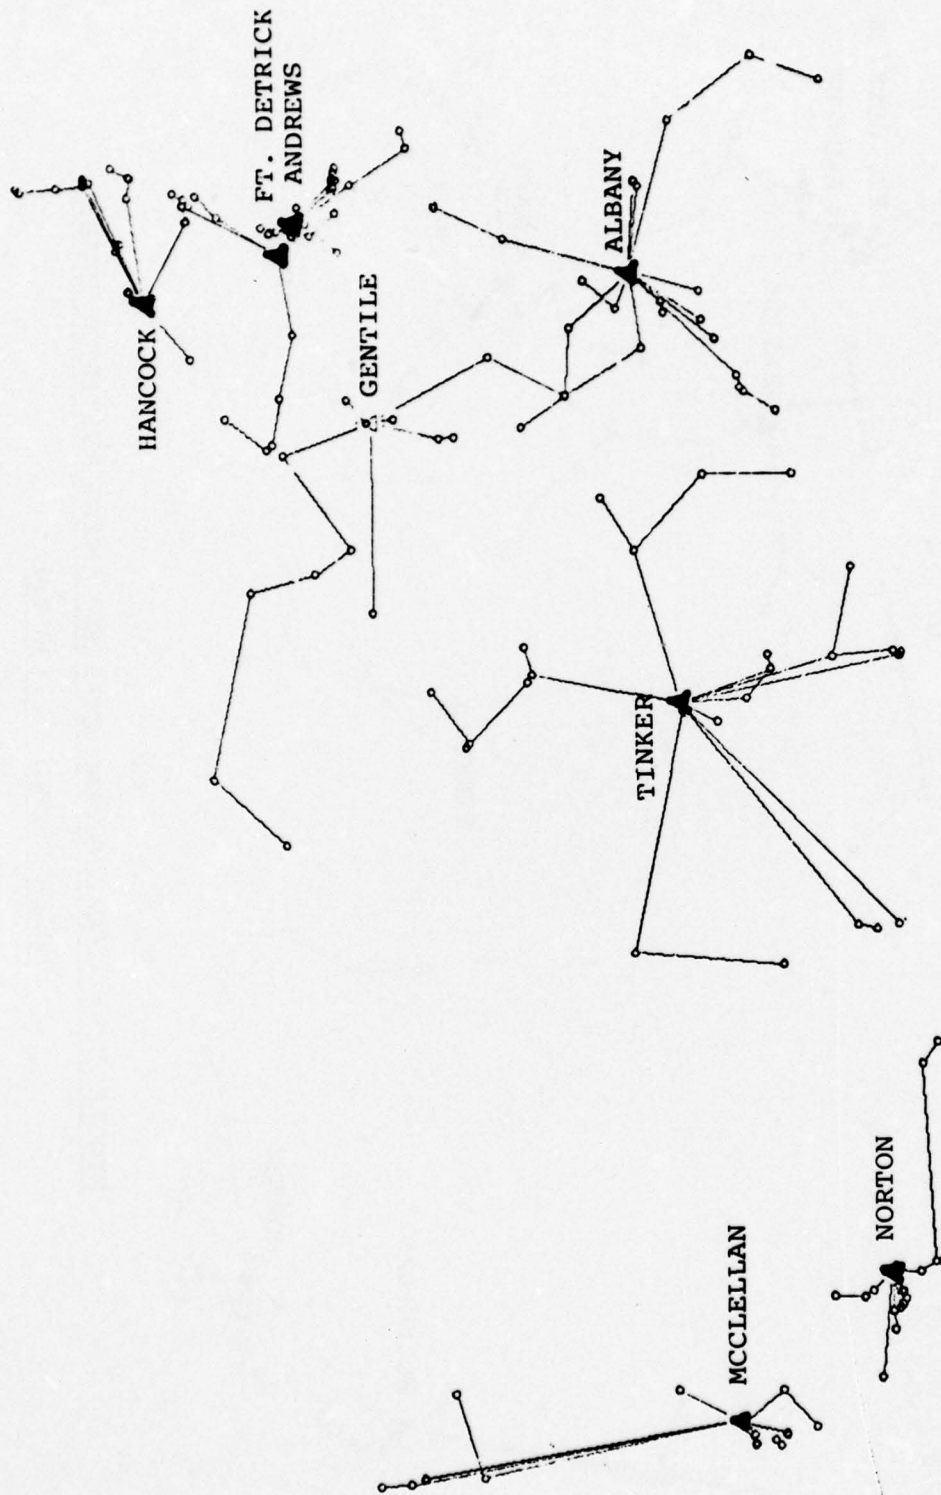 HANCOCK
FT. DETRICK
ANDREWS
GENTILE
ALBANY
TINKER
MCCLELLAN
NORTON